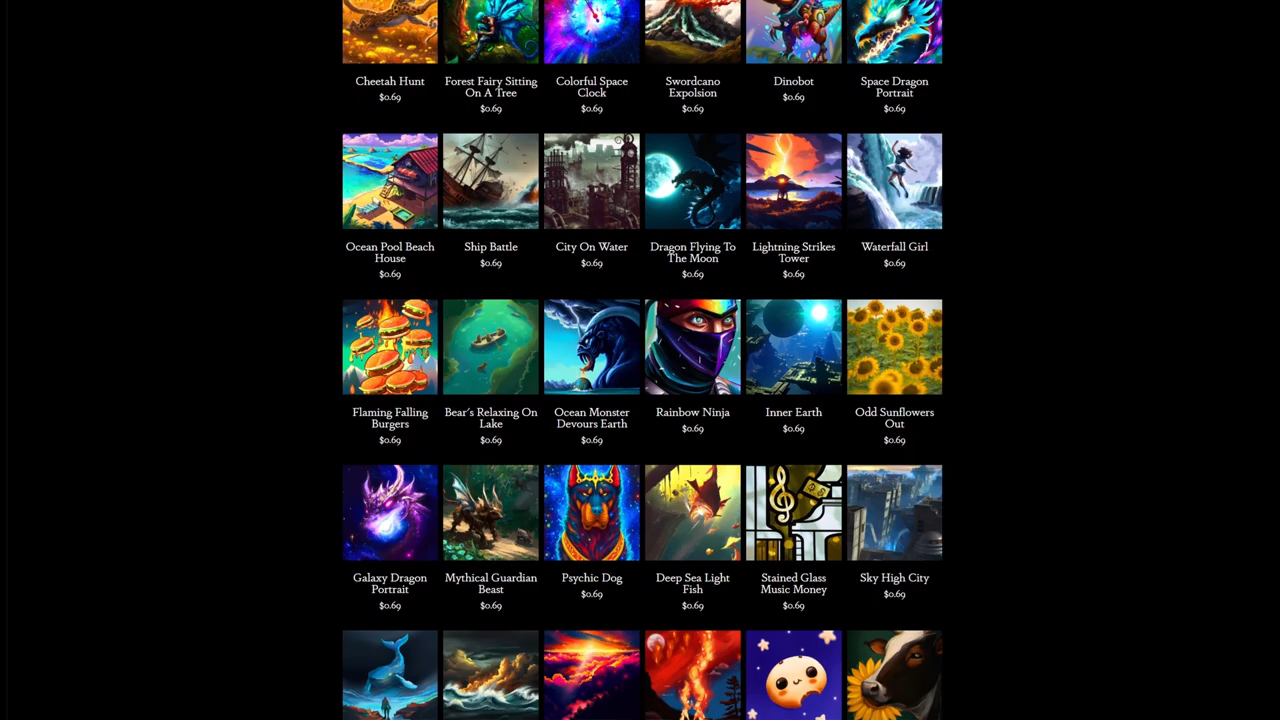 Cheetah Hunt
$0.69
Forest Fairy Sitting
On A Tree
$0.69
Colorful Space
Clock
$0.69
Swordcano
Expolsion
$0.69
Dinobot
$0.69
Space Dragon
Portrait
$0.69
Ocean Pool Beach
House
$0.69
Ship Battle
$0.69
City On Water
$0.69
Dragon Flying To
The Moon
$0.69
Lightning Strikes
Tower
$0.69
Waterfall Girl
$0.69
Flaming Falling
Burgers
$0.69
Bear's Relaxing On
Lake
$0.69
Ocean Monster
Devours Earth
$0.69
Rainbow Ninja
$0.69
Inner Earth
$0.69
Odd Sunflowers
Out
$0.69
Galaxy Dragon
Portrait
$0.69
Mythical Guardian
Beast
$0.69
Psychic Dog
$0.69
Deep Sea Light
Fish
$0.69
Stained Glass
Music Money
$0.69
Sky High City
$0.69